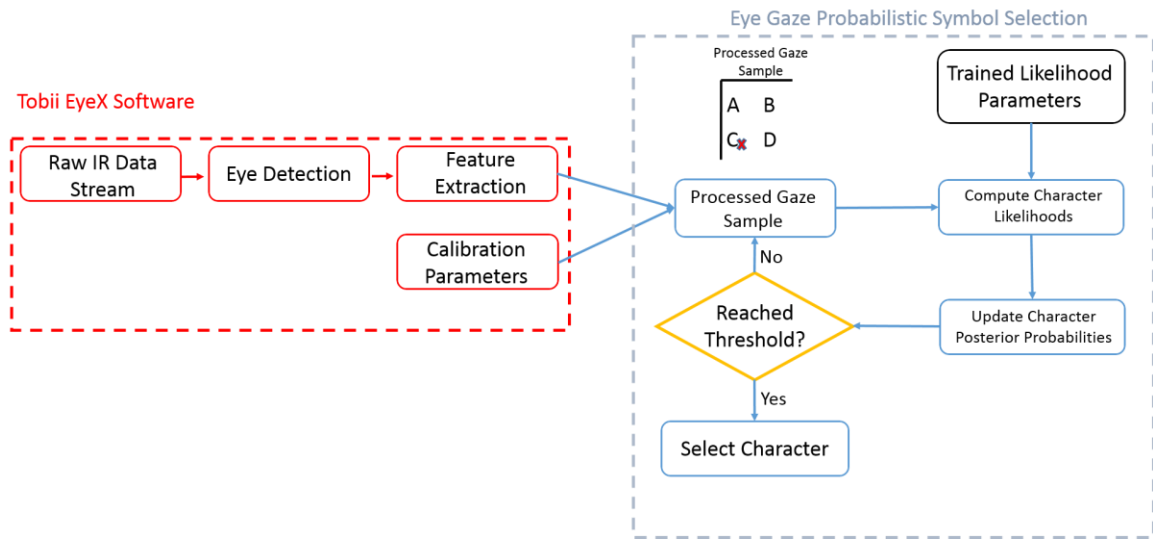 Eye Gaze Probabilistic Symbol Selection
Tobii EyeX Software
Raw IR Data
Stream
Eye Detection
Feature
Extraction
Calibration
Parameters
Processed Gaze
Sample
A B
C x D
Trained Likelihood
Parameters
Processed Gaze
Sample
Compute Character
Likelihoods
No
Reached
Threshold?
Update Character
Posterior Probabilities
Yes
Select Character